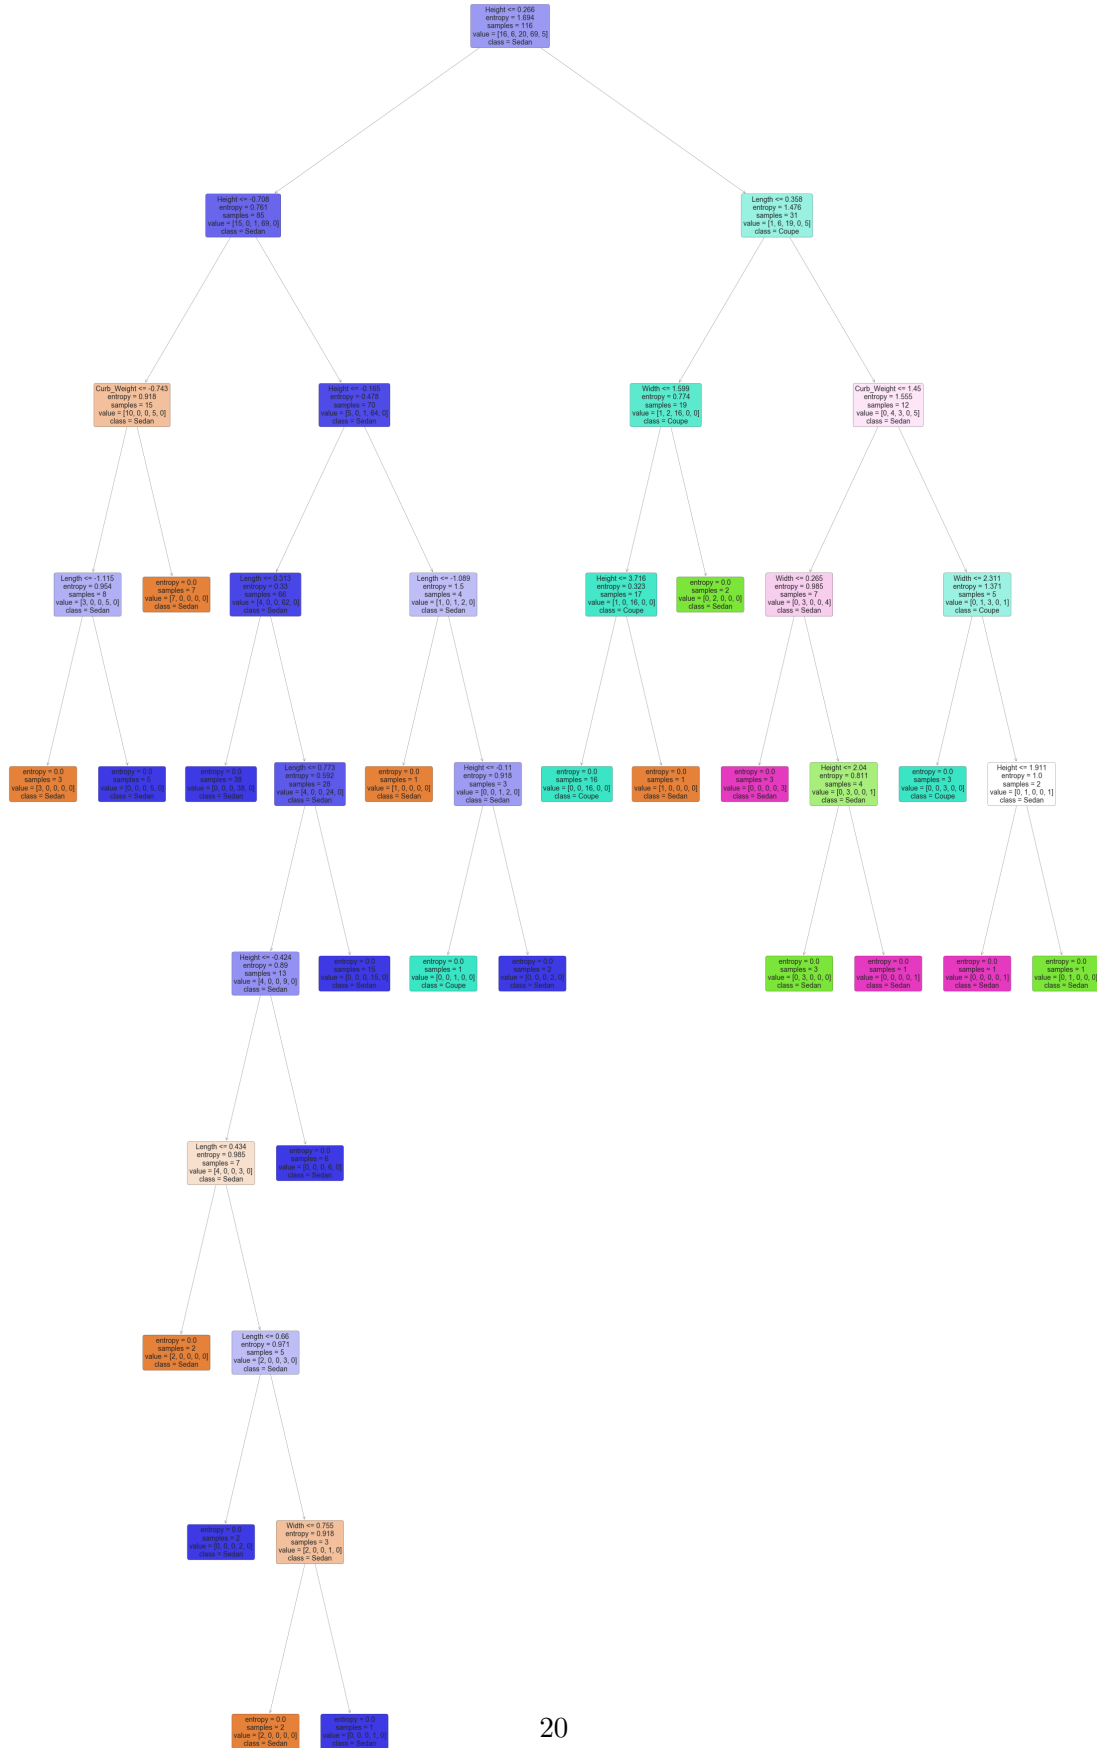 Height <= 0.266
entropy = 1.694
samples = 116
value = [16, 6, 20, 69, 5]
class = Sedan
Height <= -0.708
entropy = 0.761
samples = 85
value = [15, 0, 1, 69, 0]
class = Sedan
Length <= 0.358
entropy = 1.476
samples = 31
value = [1, 6, 19, 0, 5]
class = Coupe
Curb_Weight <= -0.743
entropy = 0.918
samples = 15
value = [10, 0, 0, 5, 0]
class = Sedan
Height <= -0.165
entropy = 0.478
samples = 70
value = [5, 0, 1, 64, 0]
class = Sedan
Width <= 1.599
entropy = 0.774
samples = 19
value = [1, 2, 16, 0, 0]
class = Coupe
Curb_Weight <= 1.45
entropy = 1.555
samples = 12
value = [0, 4, 3, 0, 5]
class = Sedan
Length <= -1.115
entropy = 0.954
samples = 8
value = [3, 0, 0, 5, 0]
class = Sedan
entropy = 0.0
samples = 7
value = [7, 0, 0, 0, 0]
class = Sedan
Length <= 0.313
entropy = 0.33
samples = 66
value = [4, 0, 0, 62, 0]
class = Sedan
Length <= -1.089
entropy = 1.5
samples = 4
value = [1, 0, 1, 2, 0]
class = Sedan
Height <= 3.716
entropy = 0.323
samples = 17
value = [1, 0, 16, 0, 0]
class = Coupe
entropy = 0.0
samples = 2
value = [0, 2, 0, 0, 0]
class = Sedan
Width <= 0.265
entropy = 0.985
samples = 7
value = [0, 3, 0, 0, 4]
class = Sedan
Width <= 2.311
entropy = 1.371
samples = 5
value = [0, 1, 3, 0, 1]
class = Coupe
entropy = 0.0
samples = 3
value = [3, 0, 0, 0, 0]
class = Sedan
entropy = 0.0
samples = 5
value = [0, 0, 0, 5, 0]
class = Sedan
entropy = 0.0
samples = 38
value = [0, 0, 0, 38, 0]
class = Sedan
Length <= 0.773
entropy = 0.592
samples = 28
value = [4, 0, 0, 24, 0]
class = Sedan
entropy = 0.0
samples = 1
value = [1, 0, 0, 0, 0]
class = Sedan
Height <= -0.11
entropy = 0.918
samples = 3
value = [0, 0, 1, 2, 0]
class = Sedan
entropy = 0.0
samples = 16
value = [0, 0, 16, 0, 0]
class = Coupe
entropy = 0.0
samples = 1
value = [1, 0, 0, 0, 0]
class = Sedan
entropy = 0.0
samples = 3
value = [0, 0, 0, 0, 3]
class = Sedan
Height <= 2.04
entropy = 0.811
samples = 4
value = [0, 3, 0, 0, 1]
class = Sedan
entropy = 0.0
samples = 3
value = [0, 0, 3, 0, 0]
class = Coupe
Height <= 1.911
entropy = 1.0
samples = 2
value = [0, 1, 0, 0, 1]
class = Sedan
Height <= -0.424
entropy = 0.89
samples = 13
value = [4, 0, 0, 9, 0]
class = Sedan
entropy = 0.0
samples = 15
value = [0, 0, 0, 15, 0]
class = Sedan
entropy = 0.0
samples = 1
value = [0, 0, 1, 0, 0]
class = Coupe
entropy = 0.0
samples = 2
value = [0, 0, 0, 2, 0]
class = Sedan
entropy = 0.0
samples = 3
value = [0, 3, 0, 0, 0]
class = Sedan
entropy = 0.0
samples = 1
value = [0, 0, 0, 0, 1]
class = Sedan
entropy = 0.0
samples = 1
value = [0, 0, 0, 0, 1]
class = Sedan
entropy = 0.0
samples = 1
value = [0, 1, 0, 0, 0]
class = Sedan
Length <= 0.434
entropy = 0.985
samples = 7
value = [4, 0, 0, 3, 0]
class = Sedan
entropy = 0.0
samples = 6
value = [0, 0, 0, 6, 0]
class = Sedan
entropy = 0.0
samples = 2
value = [2, 0, 0, 0, 0]
class = Sedan
Length <= 0.66
entropy = 0.971
samples = 5
value = [2, 0, 0, 3, 0]
class = Sedan
entropy = 0.0
samples = 2
value = [0, 0, 0, 2, 0]
class = Sedan
Width <= 0.755
entropy = 0.918
samples = 3
value = [2, 0, 0, 1, 0]
class = Sedan
entropy = 0.0
samples = 2
value = [2, 0, 0, 0, 0]
class = Sedan
entropy = 0.0
samples = 1
value = [0, 0, 0, 1, 0]
class = Sedan
20